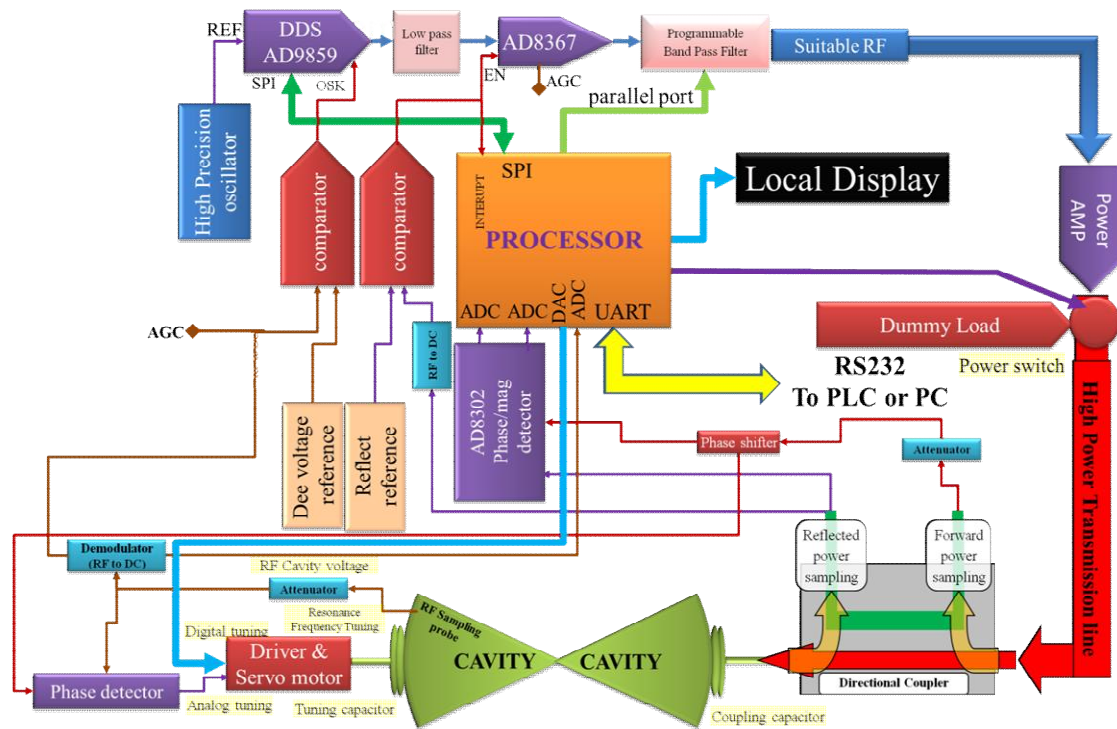 REF
DDS
AD9859
SPI
OSK
Low pass
filter
AD8367
EN
AGC
Programmable
Band Pass Filter
Suitable RF
parallel port
High Precision
oscillator
comparator
comparator
SPI
INTERUPT
PROCESSOR
ADC
ADC
DAC
ADC
UART
Local Display
Power
AMP
Dummy Load
Power switch
RS232
To PLC or PC
High Power Transmission line
AGC
RF to DC
AD8302
Phase/mag
detector
Dee voltage
reference
Reflect
reference
Phase shifter
Attenuator
Reflected
power
sampling
Forward
power
sampling
Demodulator
(RF to DC)
RF Cavity voltage
Attenuator
Resonance
Frequency Tuning
RF Sampling
probe
Digital tuning
Driver &
Servo motor
CAVITY
CAVITY
Directional Coupler
Phase detector
Analog tuning
Tuning capacitor
Coupling capacitor